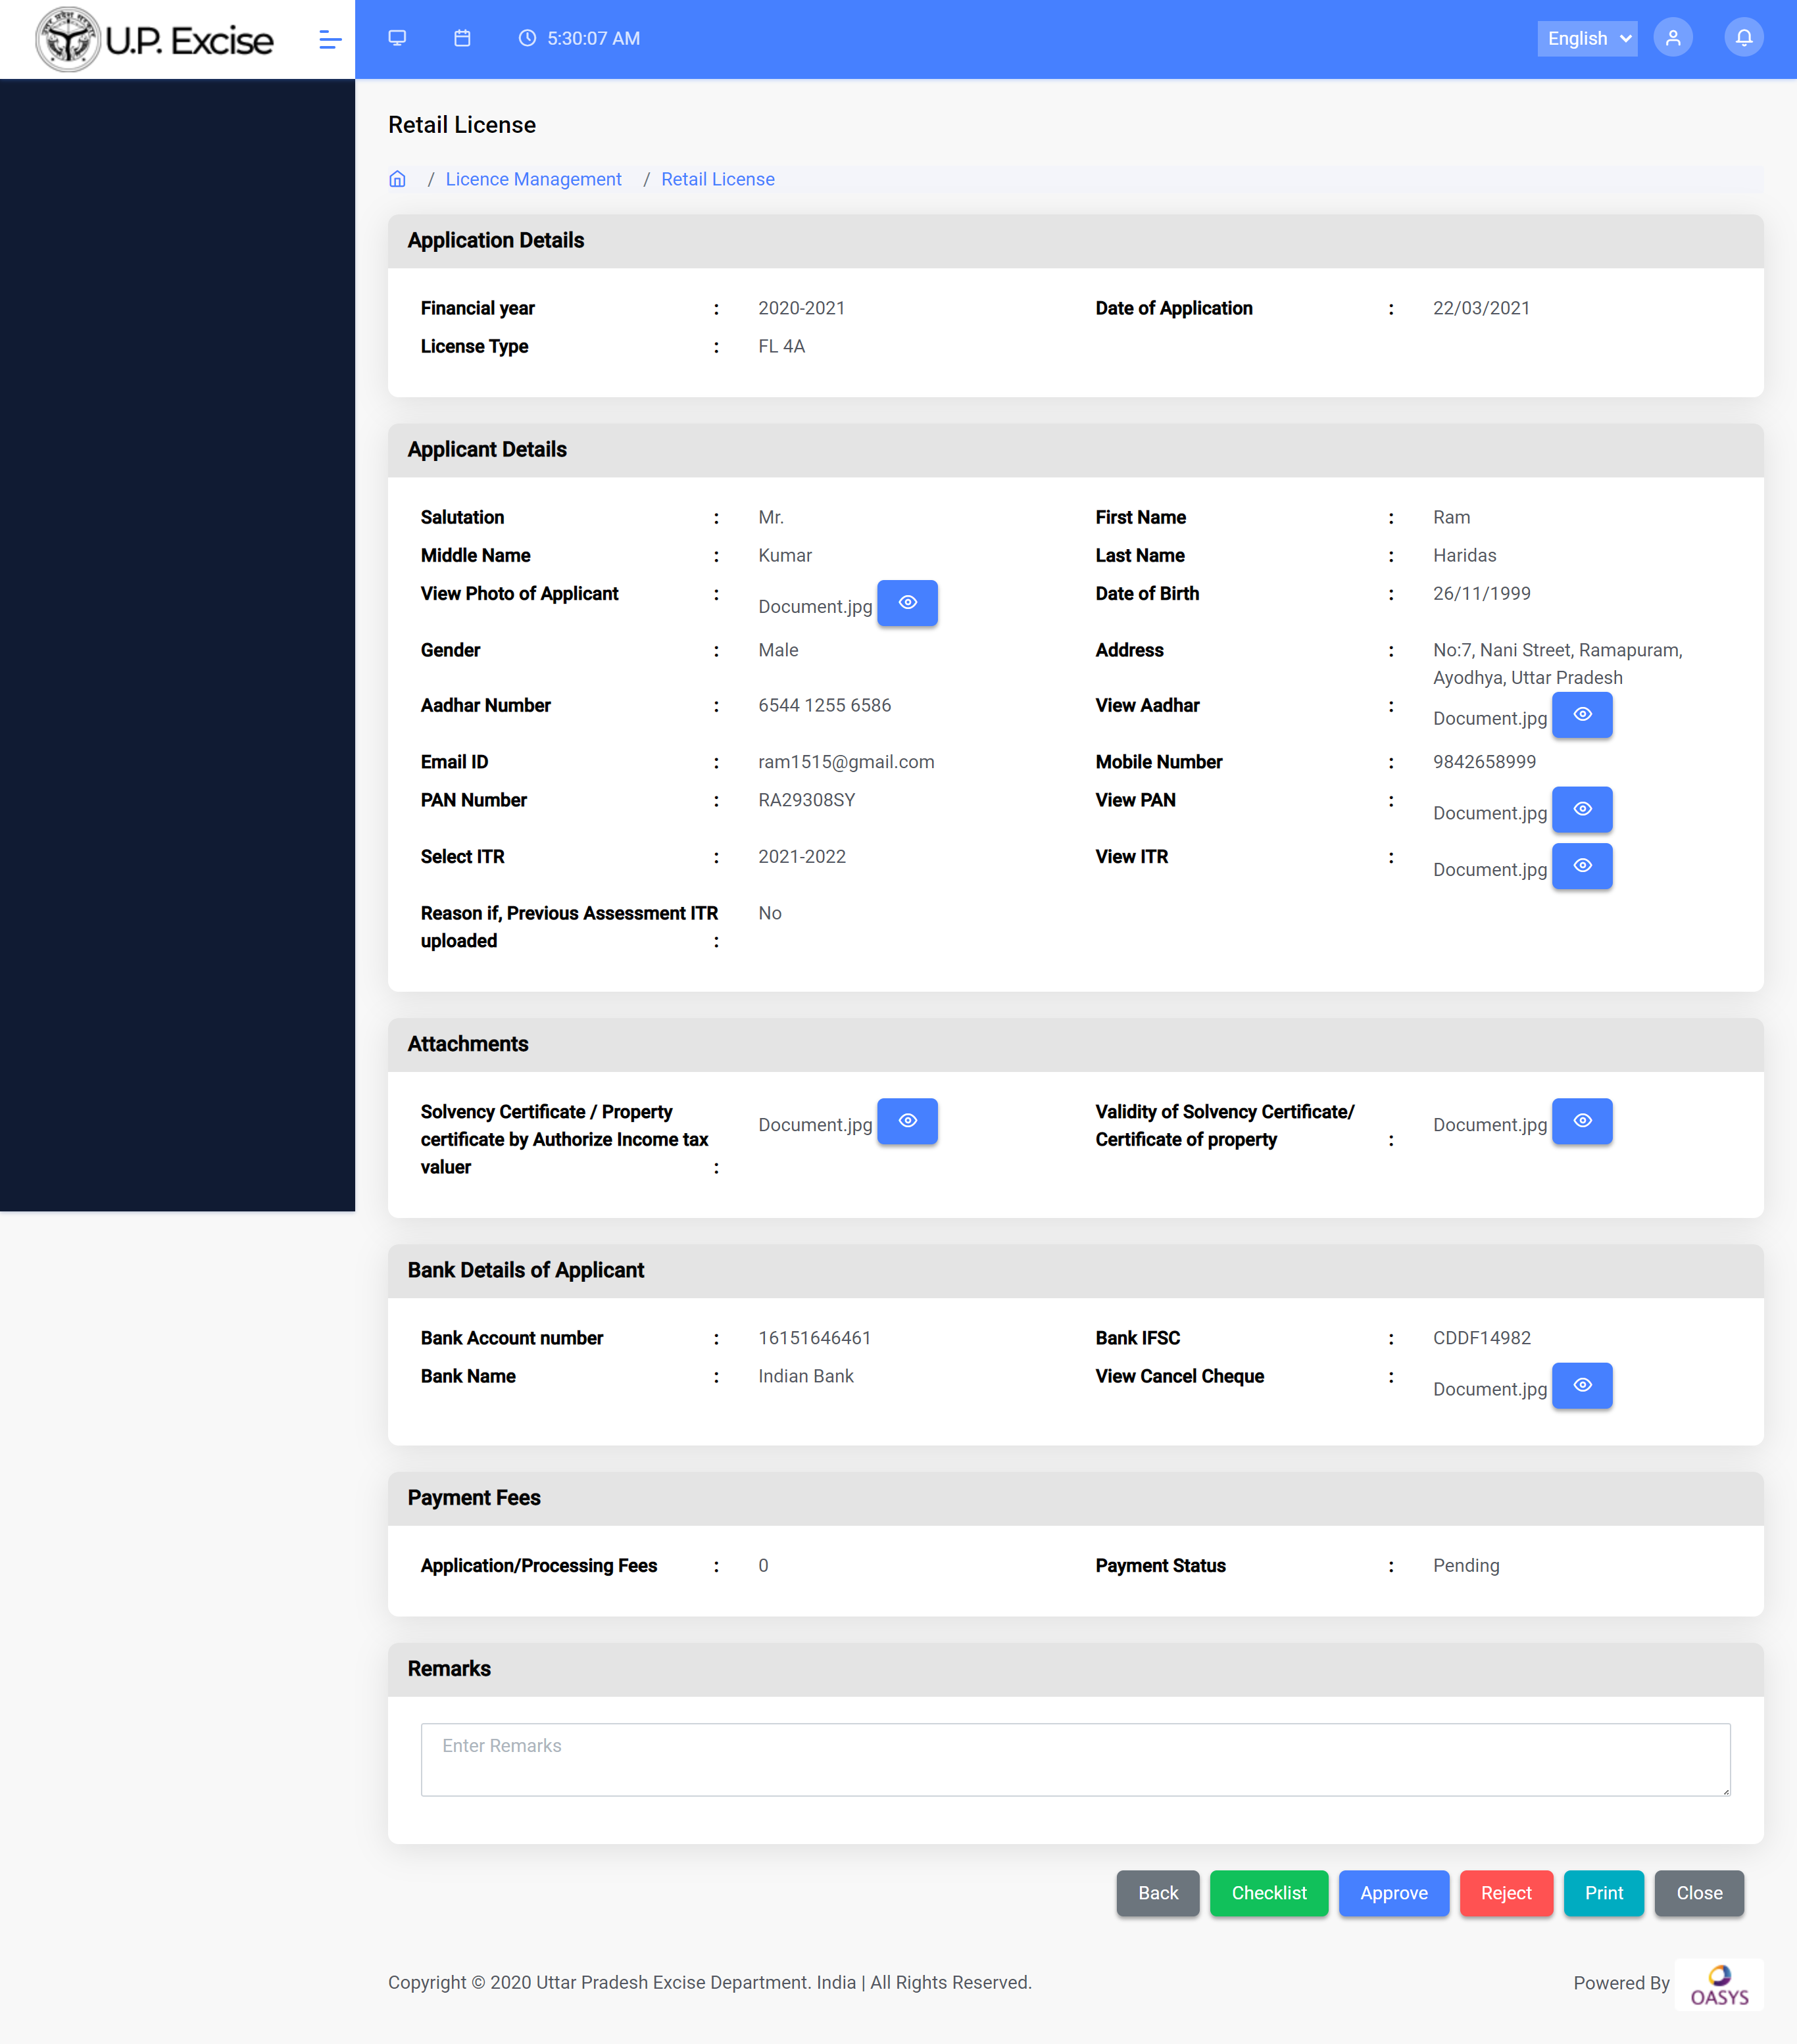 U.P. Excise
5:30:07 AM
English
Retail License
/ Licence Management / Retail License
Application Details
Financial year : 2020-2021 Date of Application : 22/03/2021
License Type : FL 4A
Applicant Details
Salutation : Mr. First Name : Ram
Middle Name : Kumar Last Name : Haridas
View Photo of Applicant : Document.jpg Date of Birth : 26/11/1999
Gender : Male Address : No:7, Nani Street, Ramapuram,
Ayodhya, Uttar Pradesh
Aadhar Number : 6544 1255 6586 View Aadhar : Document.jpg
Email ID : ram1515@gmail.com Mobile Number : 9842658999
PAN Number : RA29308SY View PAN : Document.jpg
Select ITR : 2021-2022 View ITR : Document.jpg
Reason if, Previous Assessment ITR No
uploaded :
Attachments
Solvency Certificate / Property Document.jpg Validity of Solvency Certificate/ Document.jpg
certificate by Authorize Income tax Certificate of property :
valuer :
Bank Details of Applicant
Bank Account number : 16151646461 Bank IFSC : CDDF14982
Bank Name : Indian Bank View Cancel Cheque : Document.jpg
Payment Fees
Application/Processing Fees : 0 Payment Status : Pending
Remarks
Enter Remarks
Back Checklist Approve Reject Print Close
Copyright © 2020 Uttar Pradesh Excise Department. India | All Rights Reserved. Powered By OASYS